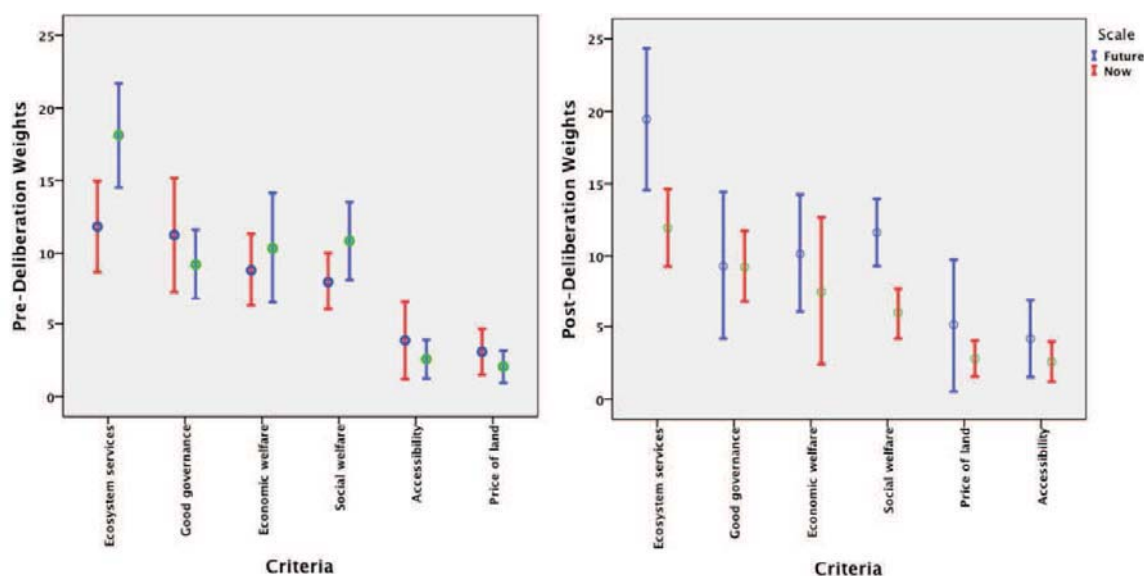 Pre-Deliberation Weights
25
20
15
10
5
0
Ecosystem services
Good governance
Economic welfare
Social welfare
Accessibility
Price of land
Criteria
Post-Deliberation Weights
25
20
15
10
5
0
Ecosystem services
Good governance
Economic welfare
Social welfare
Price of land
Accessibility
Criteria
Scale
Future
Now